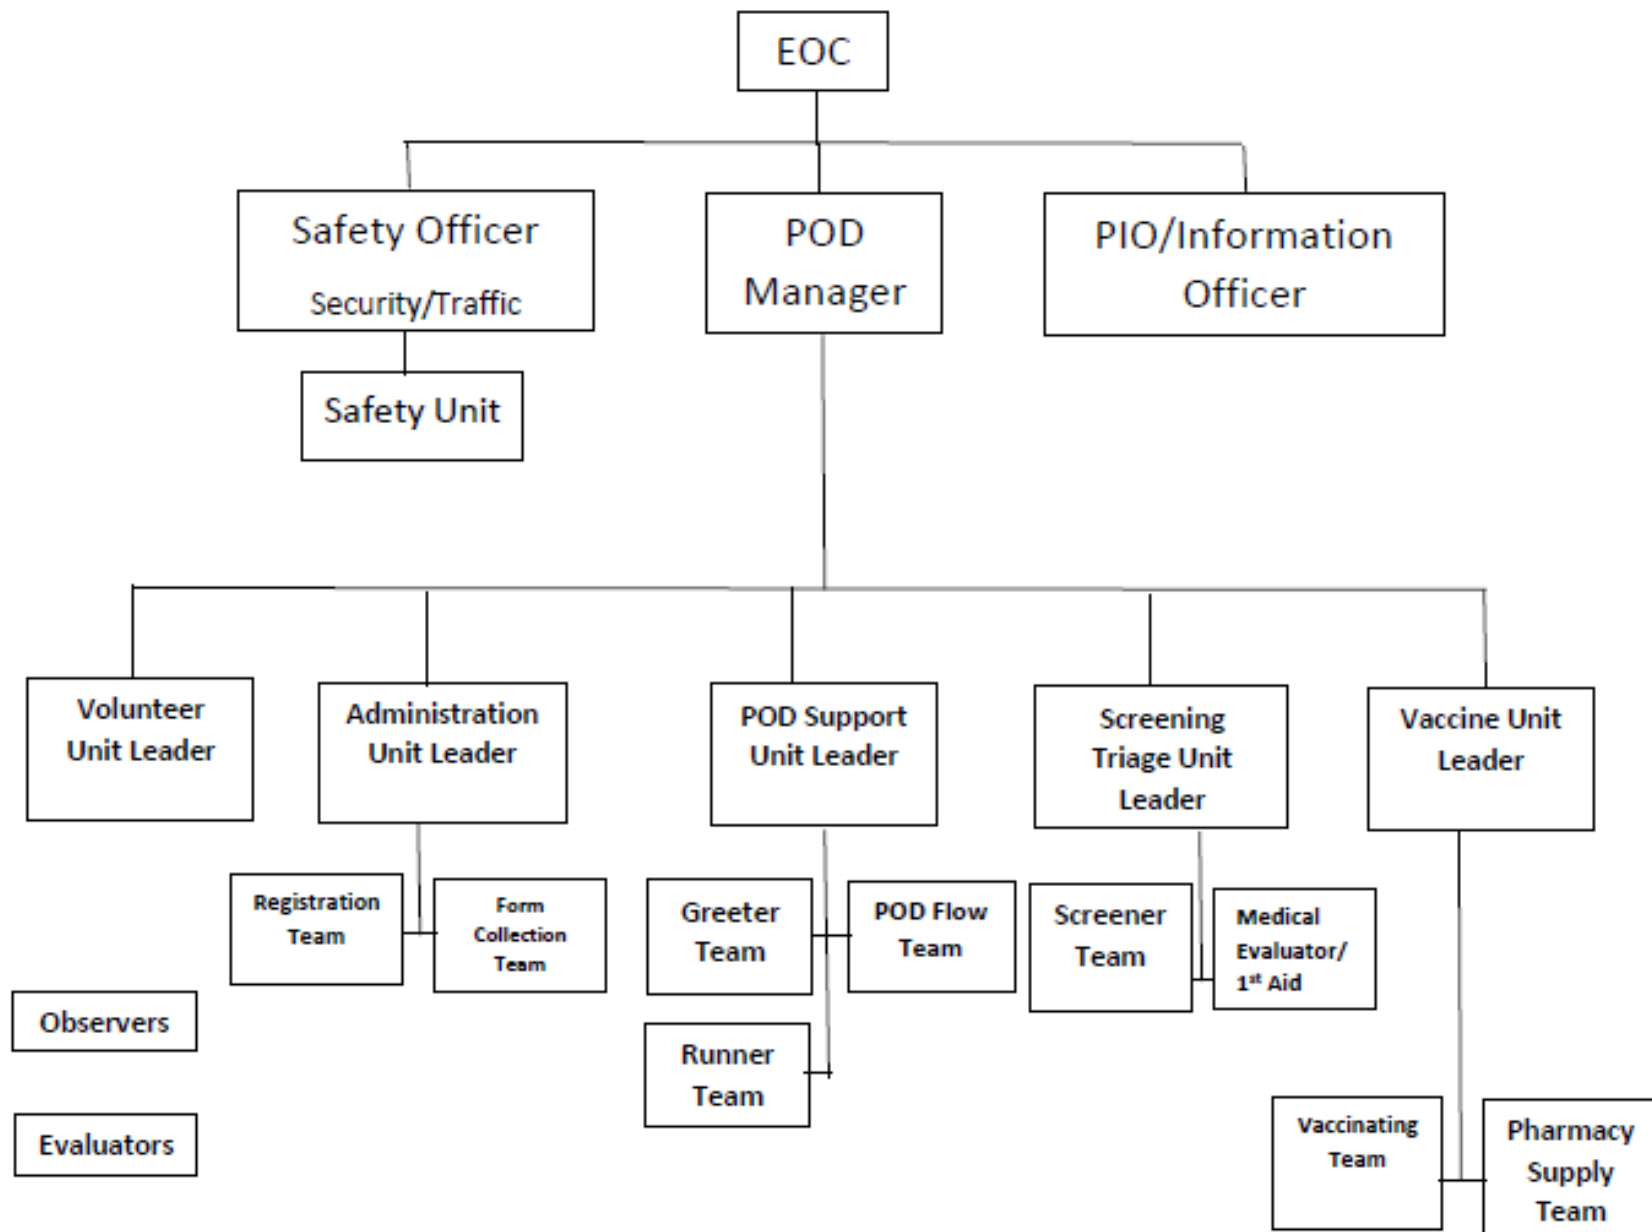 EOC
Safety Officer
Security/Traffic
POD
Manager
PIO/Information
Officer
Safety Unit
Volunteer
Unit Leader
Administration
Unit Leader
POD Support
Unit Leader
Screening
Triage Unit
Leader
Vaccine Unit
Leader
Registration
Team
Form
Collection
Team
Greeter
Team
POD Flow
Team
Screener
Team
Medical
Evaluator/
1st Aid
Observers
Runner
Team
Evaluators
Vaccinating
Team
Pharmacy
Supply
Team